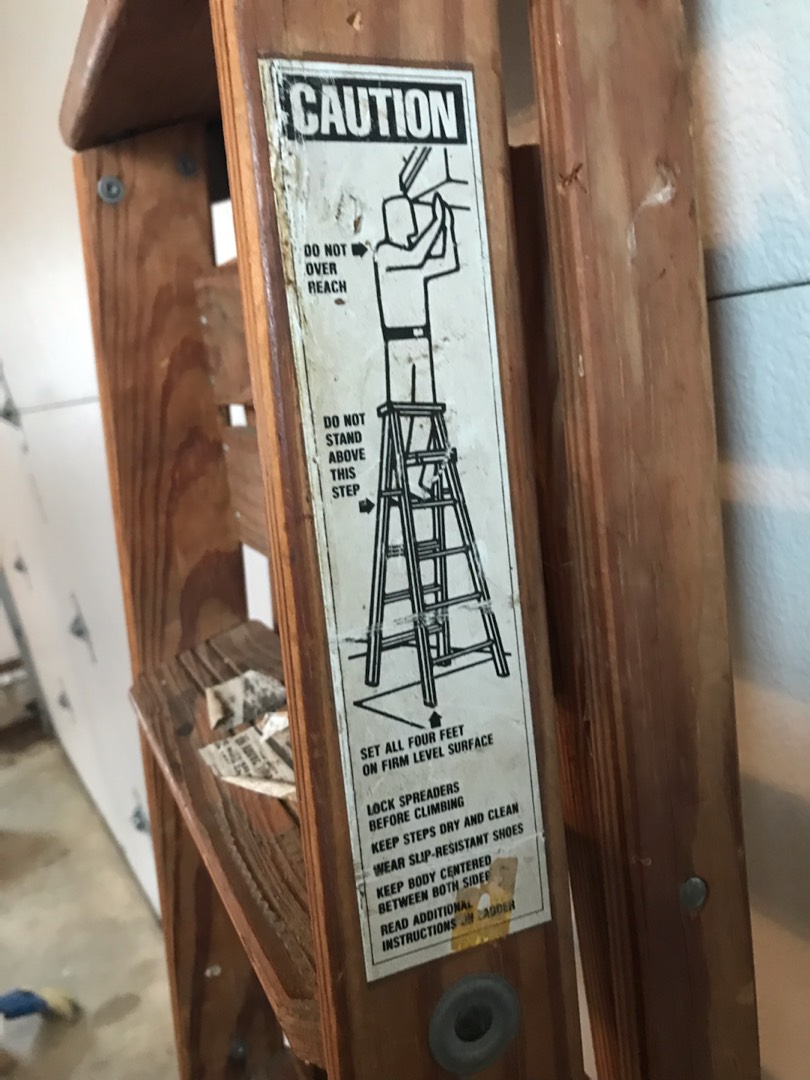 CAUTION
DO NOT
OVER
REACH
DO NOT
STAND
ABOVE
THIS
STEP
SET ALL FOUR FEET
ON FIRM LEVEL SURFACE
LOCK SPREADERS
BEFORE CLIMBING
KEEP STEPS DRY AND CLEAN
WEAR SLIP-RESISTANT SHOES
KEEP BODY CENTERED
BETWEEN BOTH SIDES
READ ADDITIONAL
INSTRUCTIONS ON LADDER